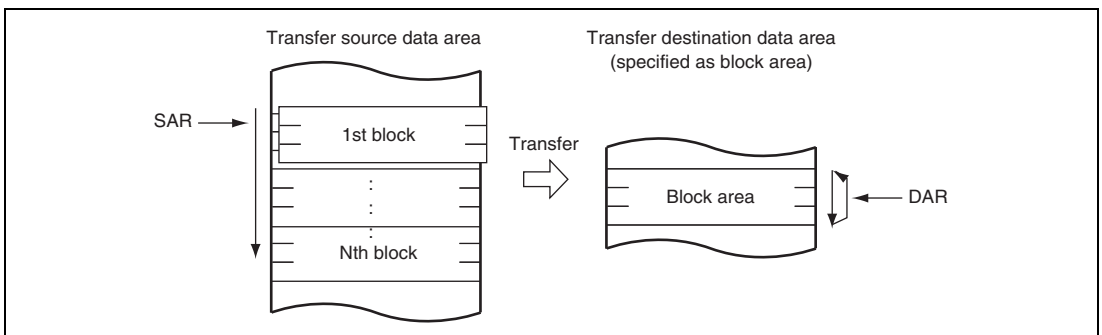 Transfer source data area
Transfer destination data area
(specified as block area)
SAR
1st block
Transfer
Block area
DAR
Nth block